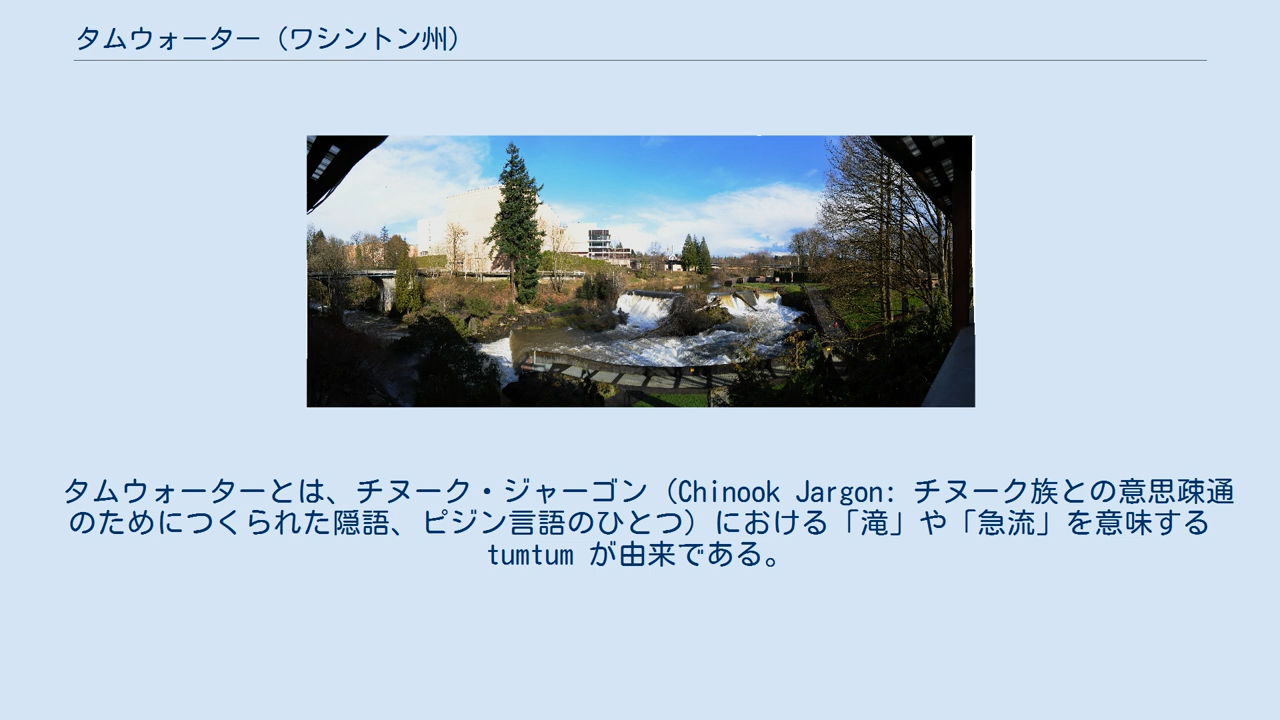 タムウォーター（ワシントン州）
タムウォーターとは、チヌーク・ジャーゴン（Chinook Jargon: チヌーク族との意思疎通
のためにつくられた隠語、ピジン言語のひとつ）における「滝」や「急流」を意味する
tumtum が由来である。